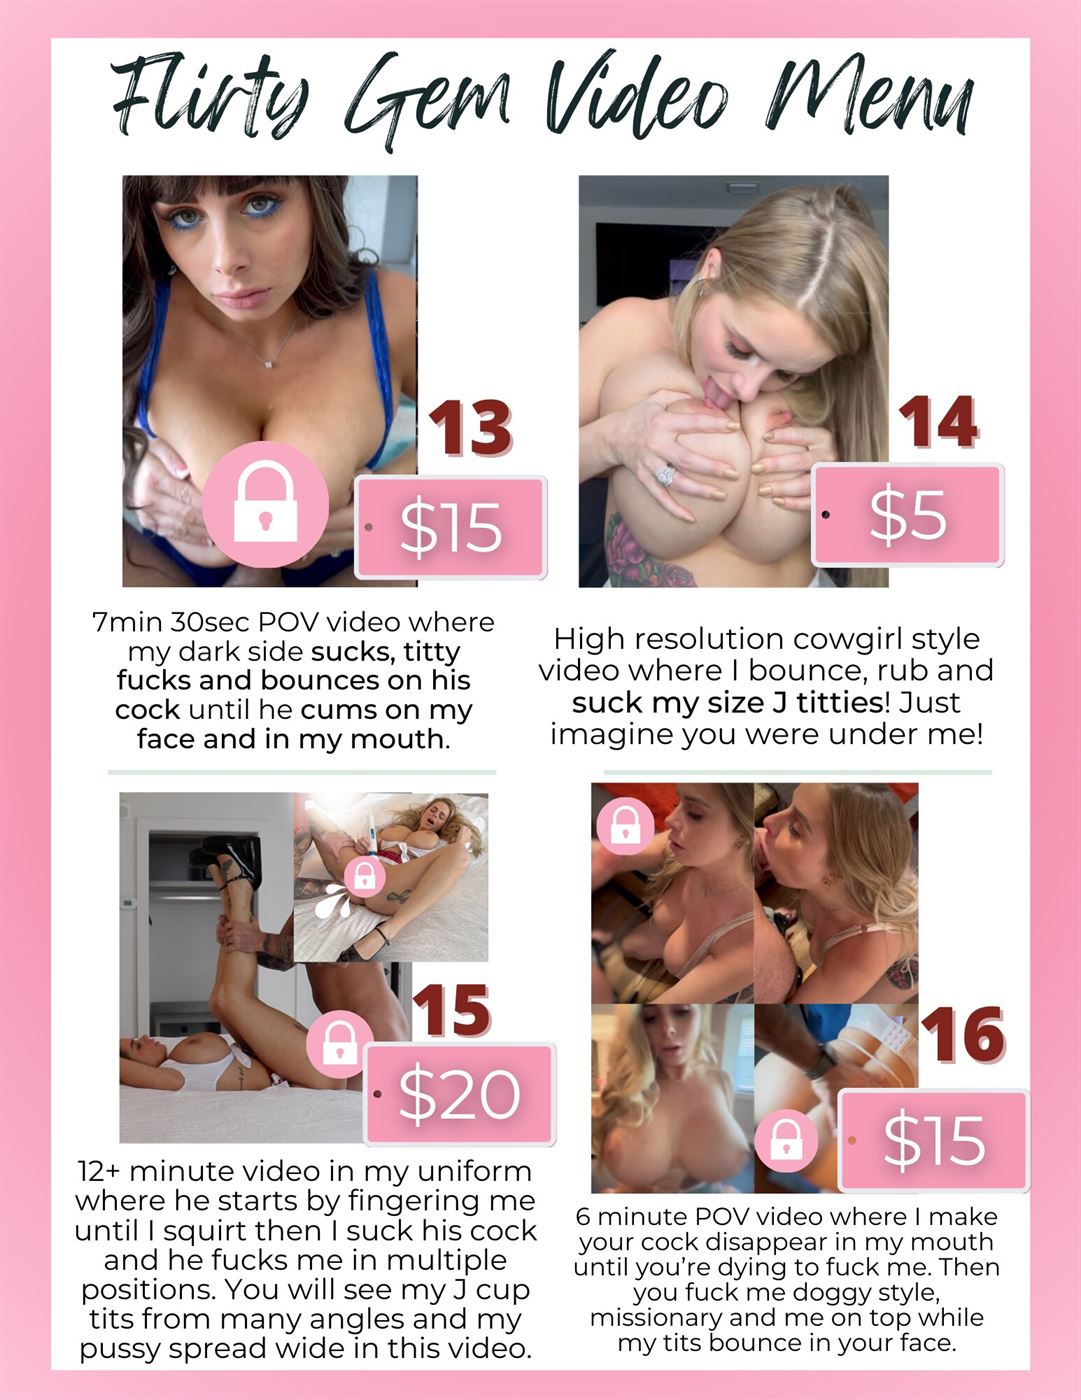 Flirty Gem Video Menu
13
$15
7min 30sec POV video where
my dark side sucks, titty
fucks and bounces on his
cock until he cums on my
face and in my mouth.
14
$5
High resolution cowgirl style
video where I bounce, rub and
suck my size J titties! Just
imagine you were under me!
15
$20
12+ minute video in my uniform
where he starts by fingering me
until I squirt then I suck his cock
and he fucks me in multiple
positions. You will see my J cup
tits from many angles and my
pussy spread wide in this video.
16
$15
6 minute POV video where I make
your cock disappear in my mouth
until you're dying to fuck me. Then
you fuck me doggy style,
missionary and me on top while
my tits bounce in your face.